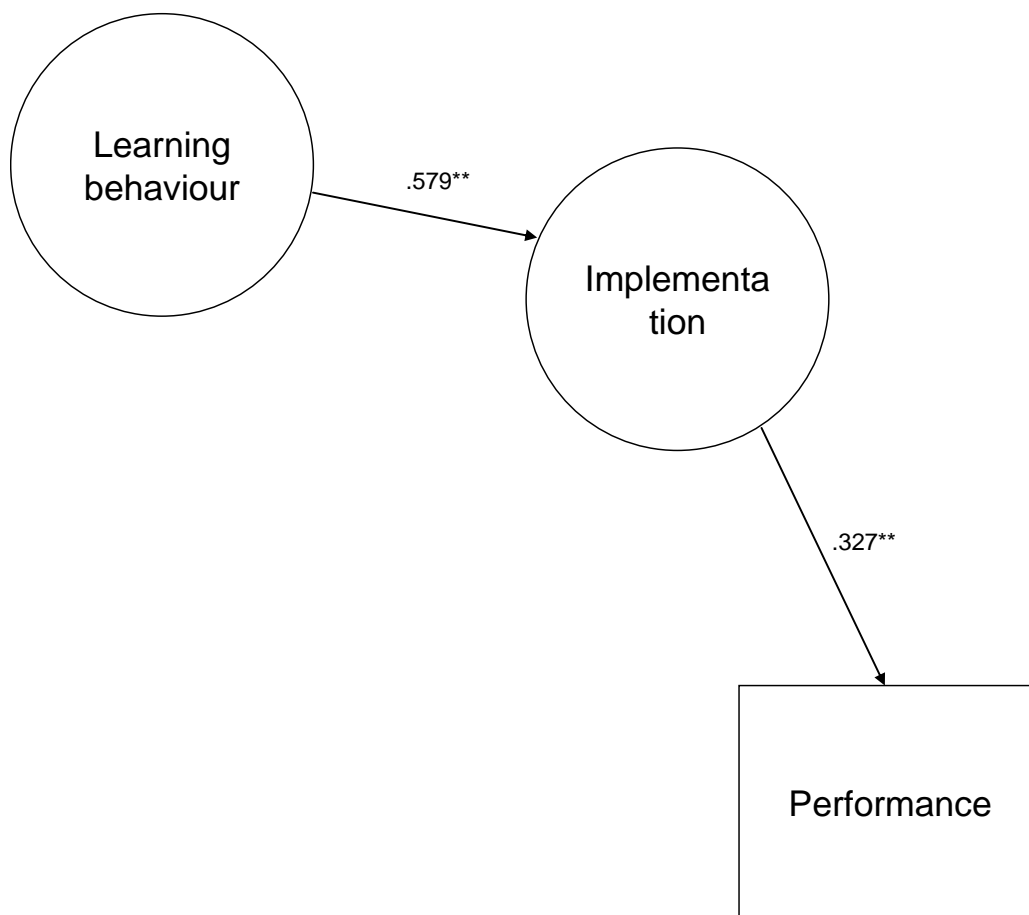 Learning
behaviour
.579**
Implementa
tion
.327**
Performance